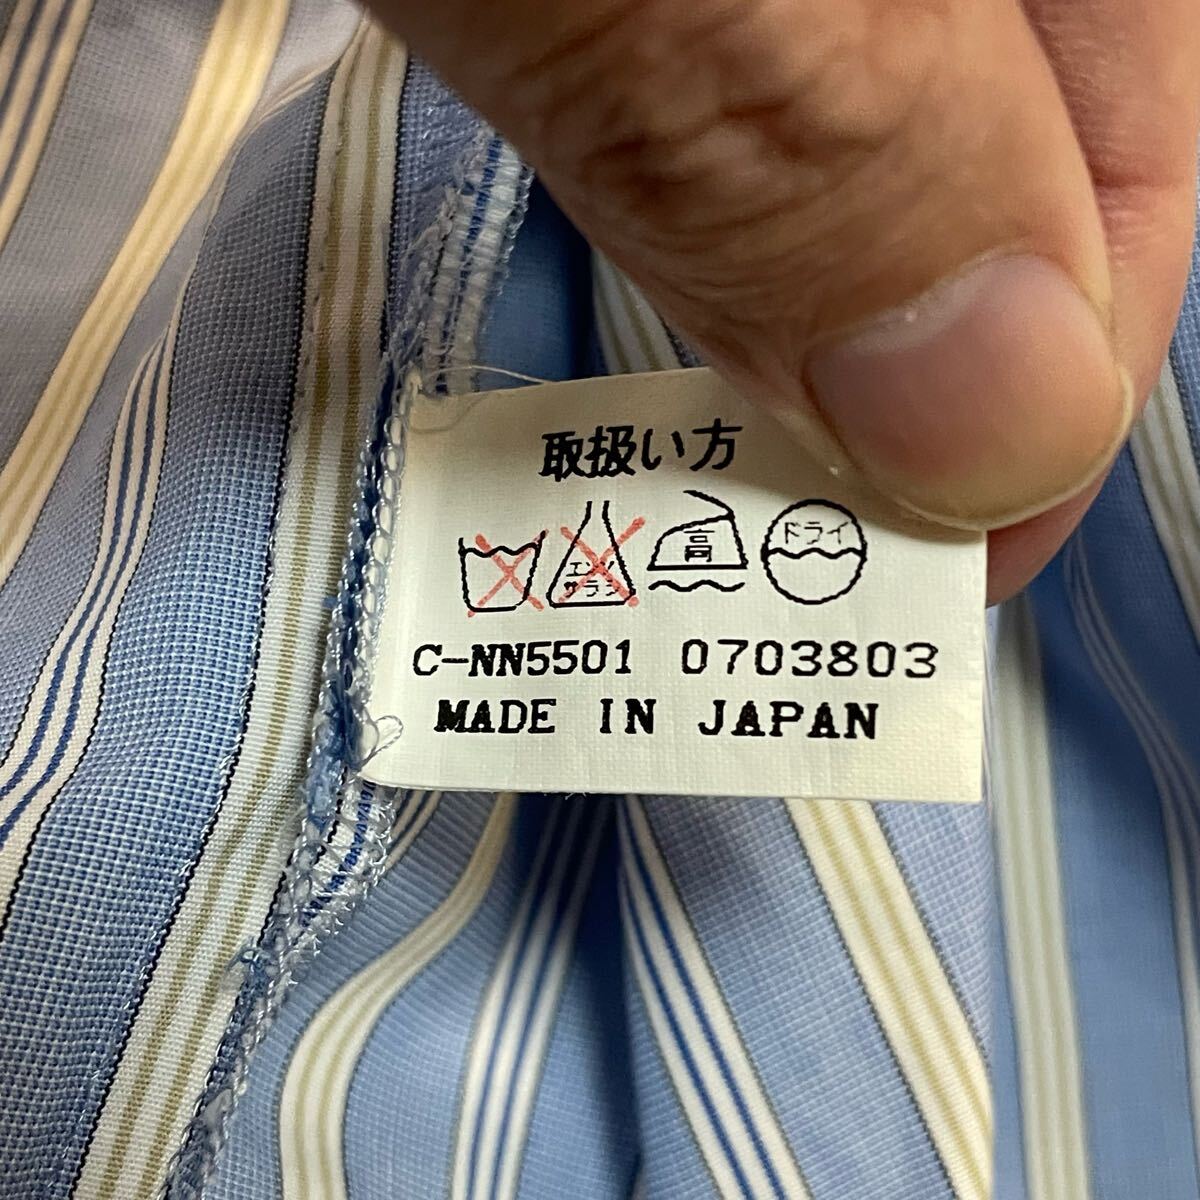 取扱い方
エンソサラシ 高 ドライ
C-NN5501 0703803
MADE IN JAPAN